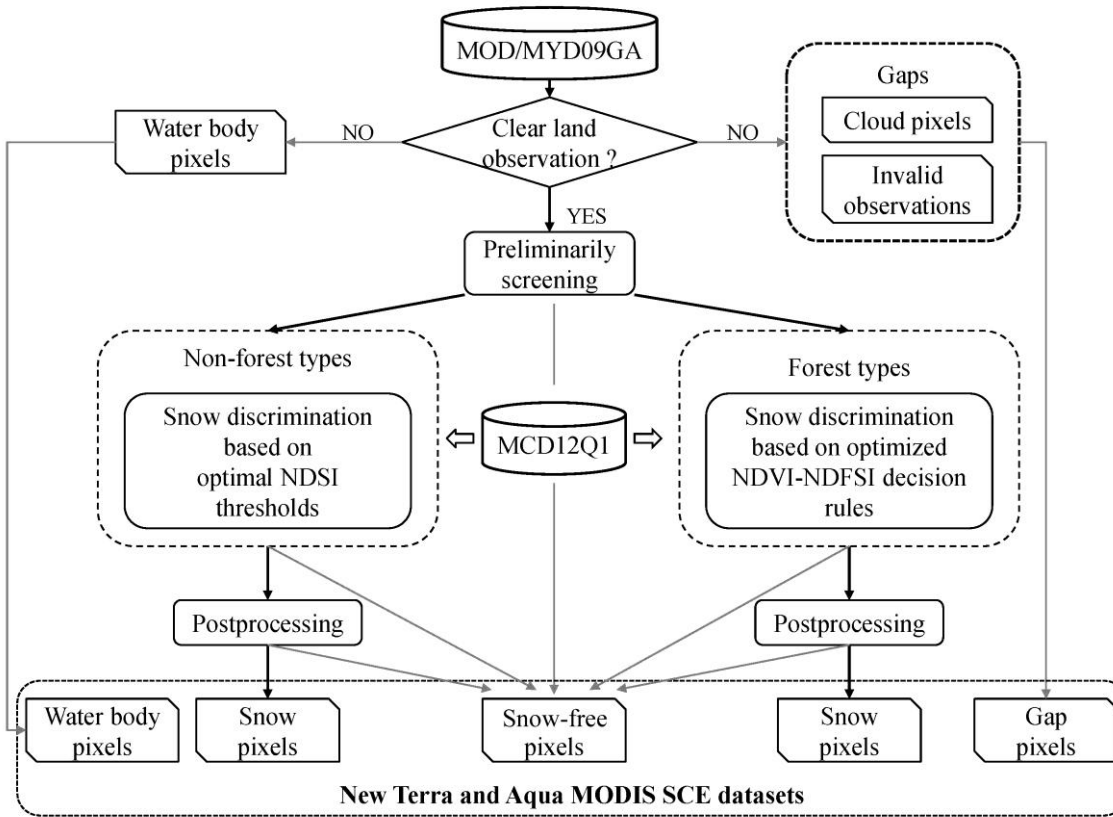 MOD/MYD09GA
Gaps
Water body
pixels
NO
Clear land
observation ?
NO
Cloud pixels
Invalid
observations
YES
Preliminarily
screening
Non-forest types
Snow discrimination
based on
optimal NDSI
thresholds
MCD12Q1
Forest types
Snow discrimination
based on optimized
NDVI-NDFSI decision
rules
Postprocessing
Postprocessing
Water body
pixels
Snow
pixels
Snow-free
pixels
Snow
pixels
Gap
pixels
New Terra and Aqua MODIS SCE datasets